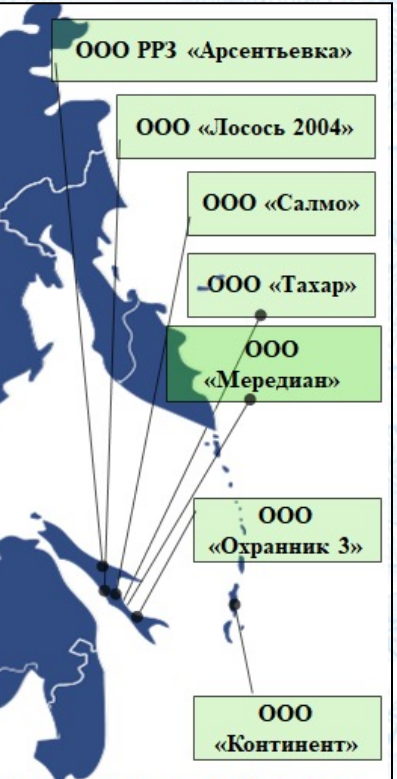 ООО РРЗ «Арсентьевка»
ООО «Лосось 2004»
ООО «Салмо»
ООО «Тахар»
ООО
«Мередиан»
ООО
«Охранник 3»
ООО
«Континент»